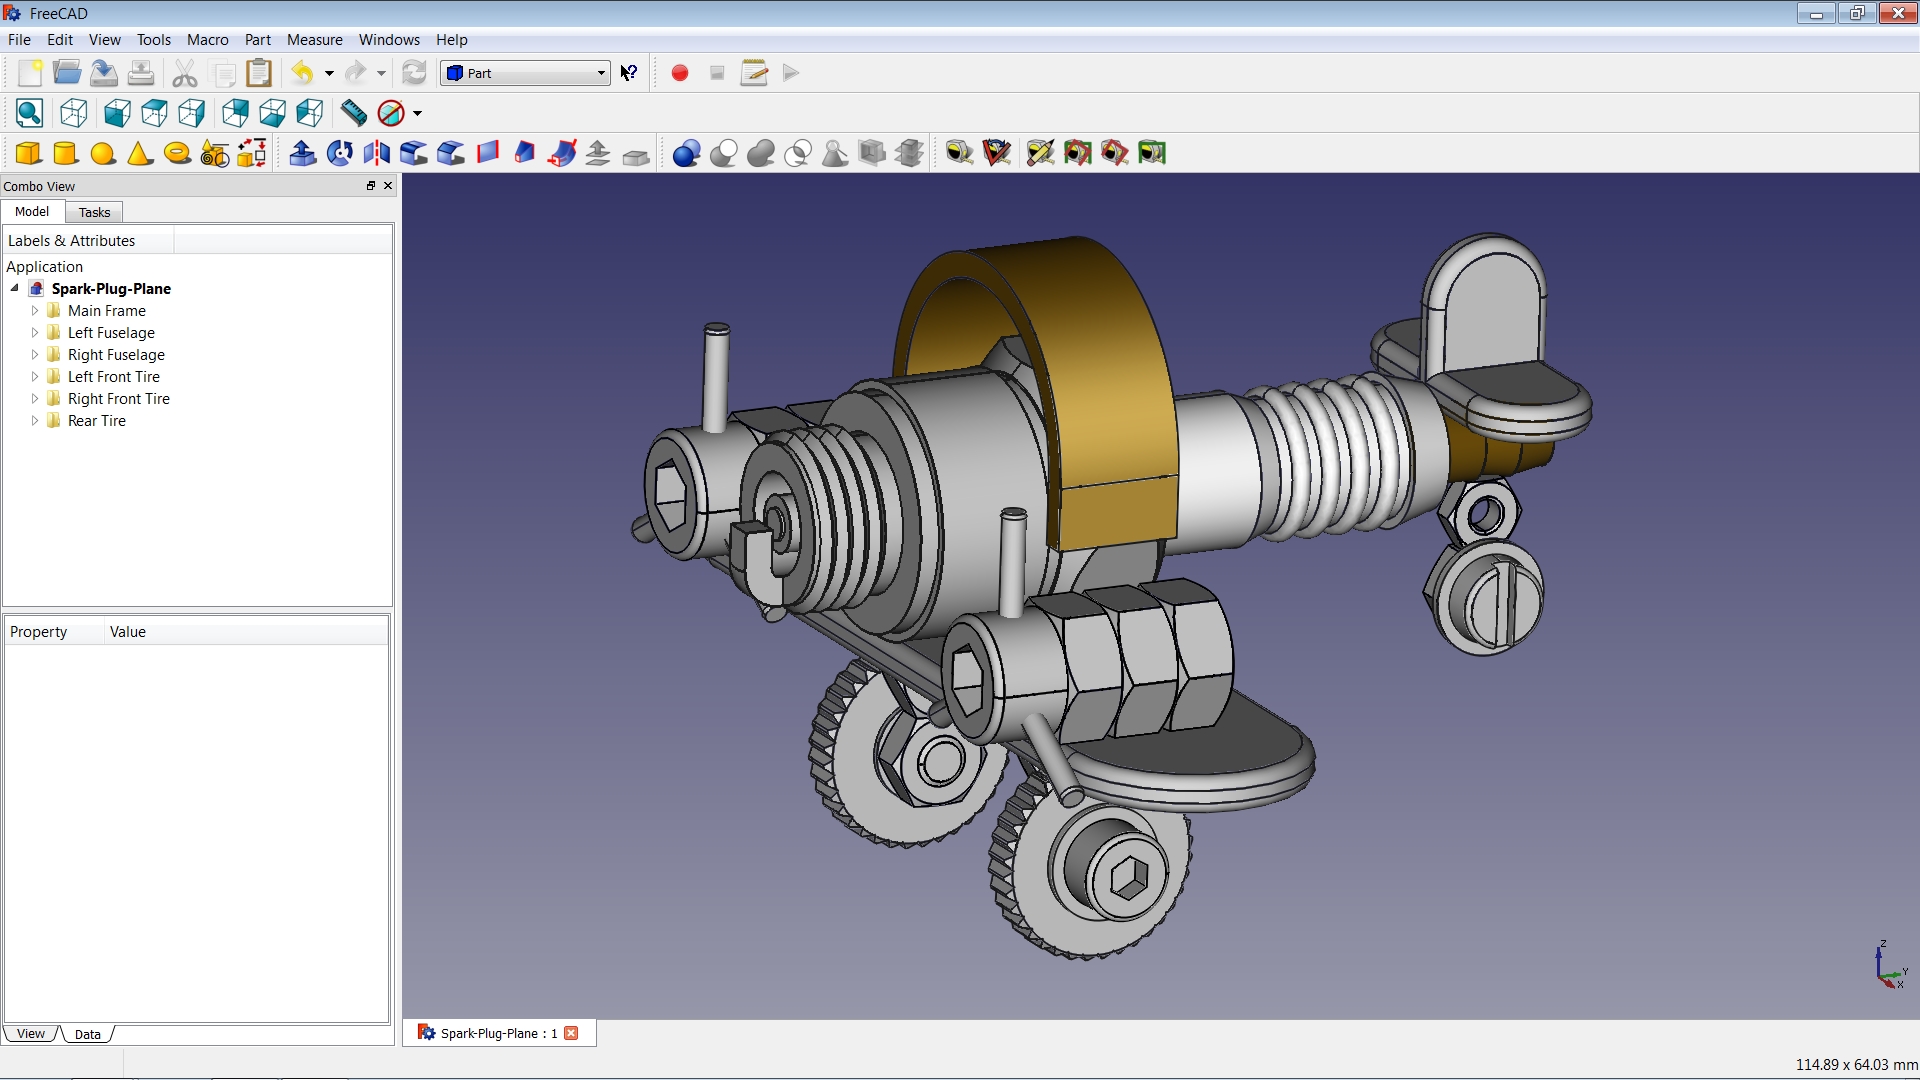 FreeCAD
File Edit View Tools Macro Part Measure Windows Help
Part
Combo View
Model Tasks
Labels & Attributes
Application
Spark-Plug-Plane
Main Frame
Left Fuselage
Right Fuselage
Left Front Tire
Right Front Tire
Rear Tire
Property Value
View Data
Spark-Plug-Plane : 1
Z
Y
X
114.89 x 64.03 mm